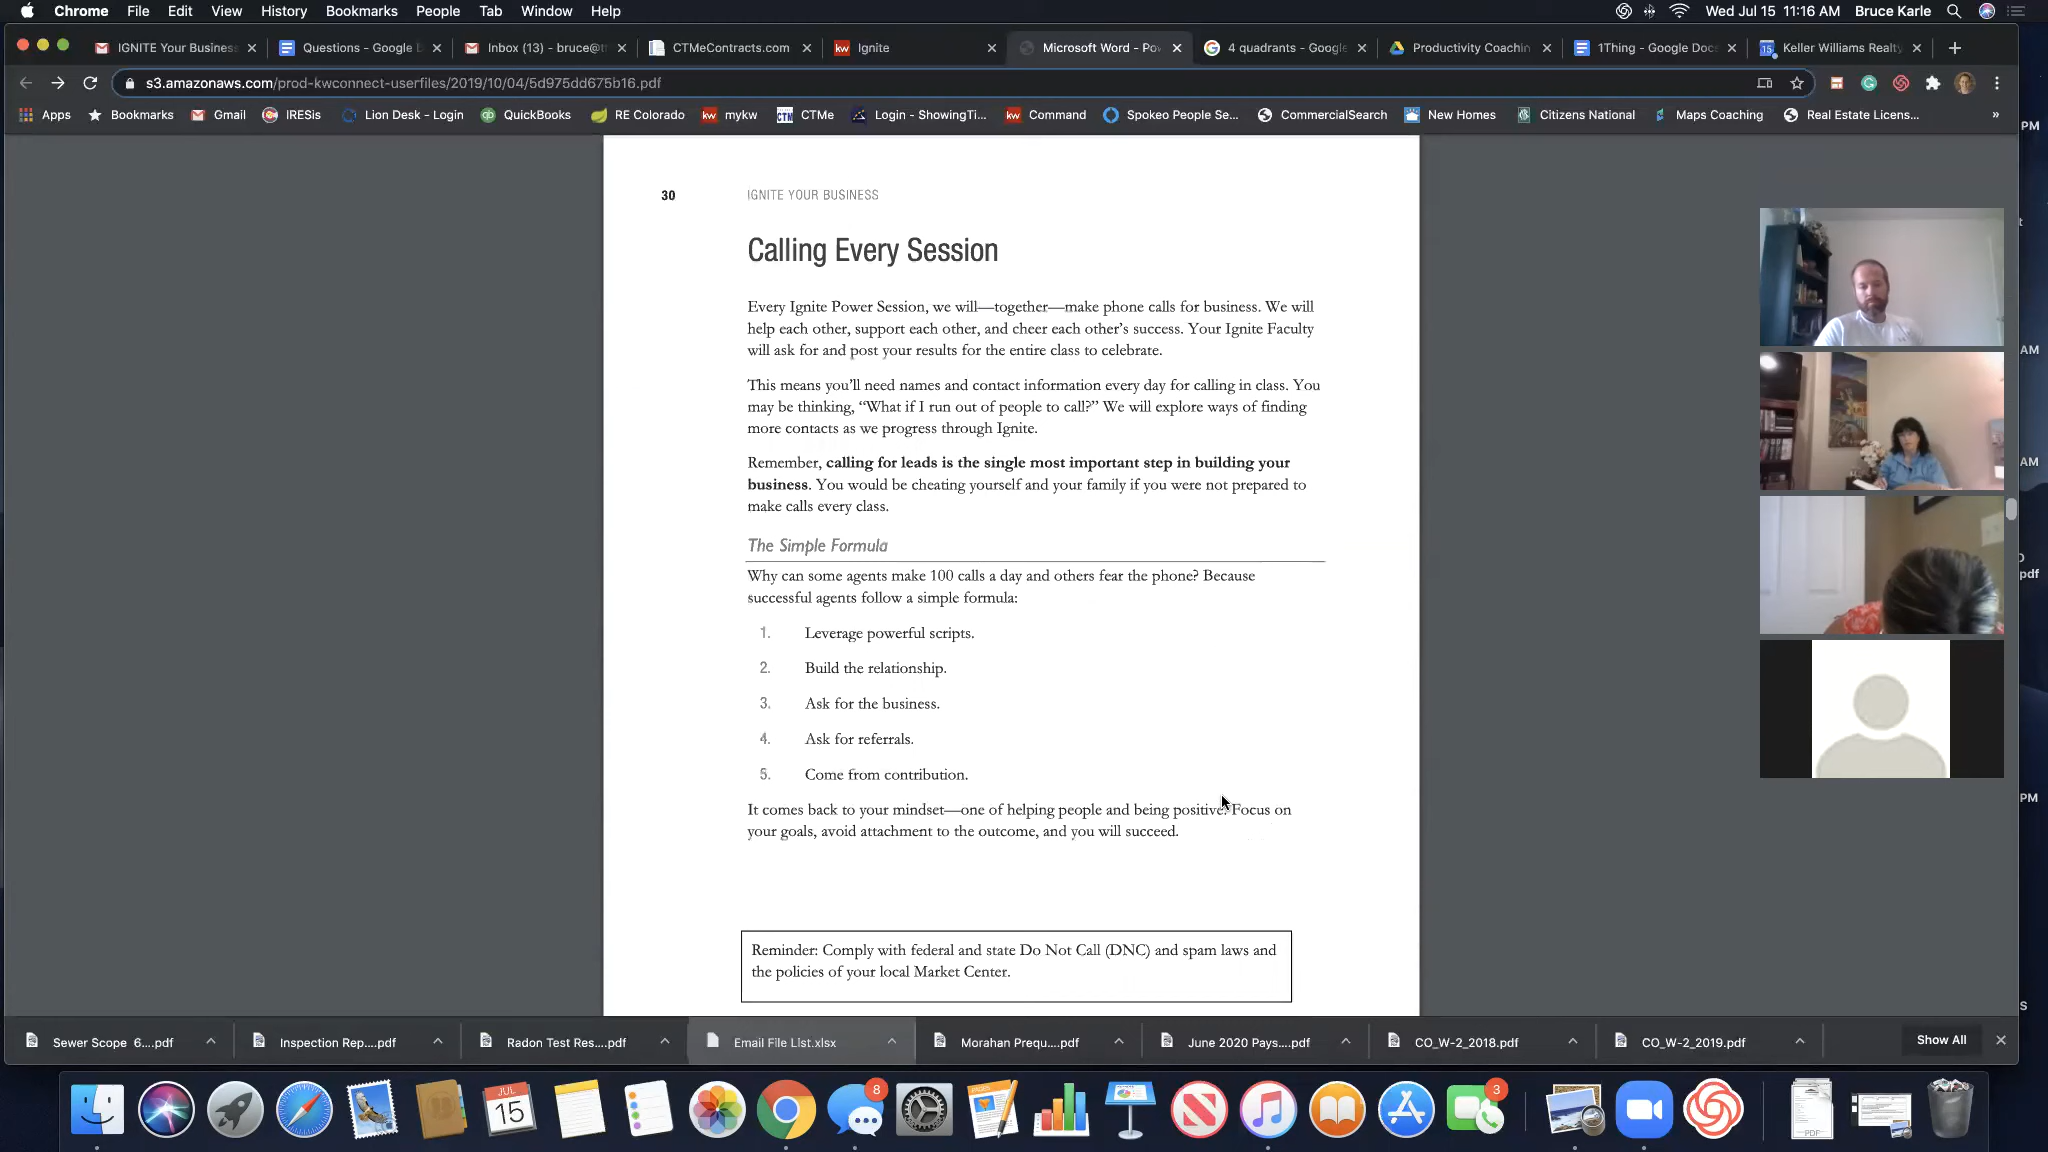 Chrome File Edit View History Bookmarks People Tab Window Help
Wed Jul 15 11:16 AM Bruce Karle
IGNITE Your Business
Questions - Google
Inbox (13) - bruce@
CTMeContracts.com
kw Ignite
Microsoft Word - Po
4 quadrants - Google
Productivity Coachin
1Thing - Google Docs
Keller Williams Realty
s3.amazonaws.com/prod-kwconnect-userfiles/2019/10/04/5d975dd675b16.pdf
Apps Bookmarks Gmail IRESis Lion Desk - Login QuickBooks RE Colorado kw mykw CTM CTMe Login - ShowingTi... kw Command Spokeo People Se... CommercialSearch New Homes Citizens National Maps Coaching Real Estate Licens... »
PM
AM
AM
pdf
PM
30 IGNITE YOUR BUSINESS
Calling Every Session
Every Ignite Power Session, we will—together—make phone calls for business. We will
help each other, support each other, and cheer each other’s success. Your Ignite Faculty
will ask for and post your results for the entire class to celebrate.
This means you’ll need names and contact information every day for calling in class. You
may be thinking, “What if I run out of people to call?” We will explore ways of finding
more contacts as we progress through Ignite.
Remember, calling for leads is the single most important step in building your
business. You would be cheating yourself and your family if you were not prepared to
make calls every class.
The Simple Formula
Why can some agents make 100 calls a day and others fear the phone? Because
successful agents follow a simple formula:
1. Leverage powerful scripts.
2. Build the relationship.
3. Ask for the business.
4. Ask for referrals.
5. Come from contribution.
It comes back to your mindset—one of helping people and being positive. Focus on
your goals, avoid attachment to the outcome, and you will succeed.
Reminder: Comply with federal and state Do Not Call (DNC) and spam laws and
the policies of your local Market Center.
Sewer Scope 6....pdf
Inspection Rep....pdf
Radon Test Res....pdf
Email File List.xlsx
Morahan Prequ....pdf
June 2020 Pays....pdf
CO_W-2_2018.pdf
CO_W-2_2019.pdf
Show All
JUL
15
8
3